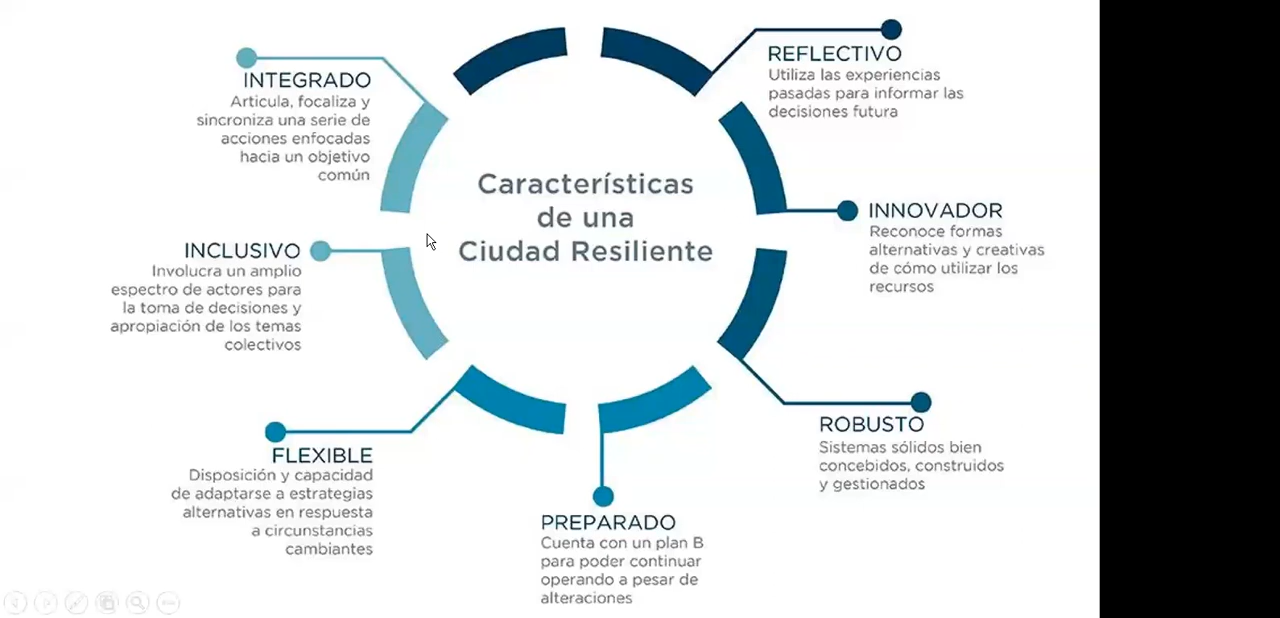 Características
de una
Ciudad Resiliente
REFLECTIVO
Utiliza las experiencias
pasadas para informar las
decisiones futura
INNOVADOR
Reconoce formas
alternativas y creativas
de cómo utilizar los
recursos
ROBUSTO
Sistemas sólidos bien
concebidos, construidos
y gestionados
PREPARADO
Cuenta con un plan B
para poder continuar
operando a pesar de
alteraciones
FLEXIBLE
Disposición y capacidad
de adaptarse a estrategias
alternativas en respuesta
a circunstancias
cambiantes
INCLUSIVO
Involucra un amplio
espectro de actores para
la toma de decisiones y
apropiación de los temas
colectivos
INTEGRADO
Articula, focaliza y
sincroniza una serie de
acciones enfocadas
hacia un objetivo
común